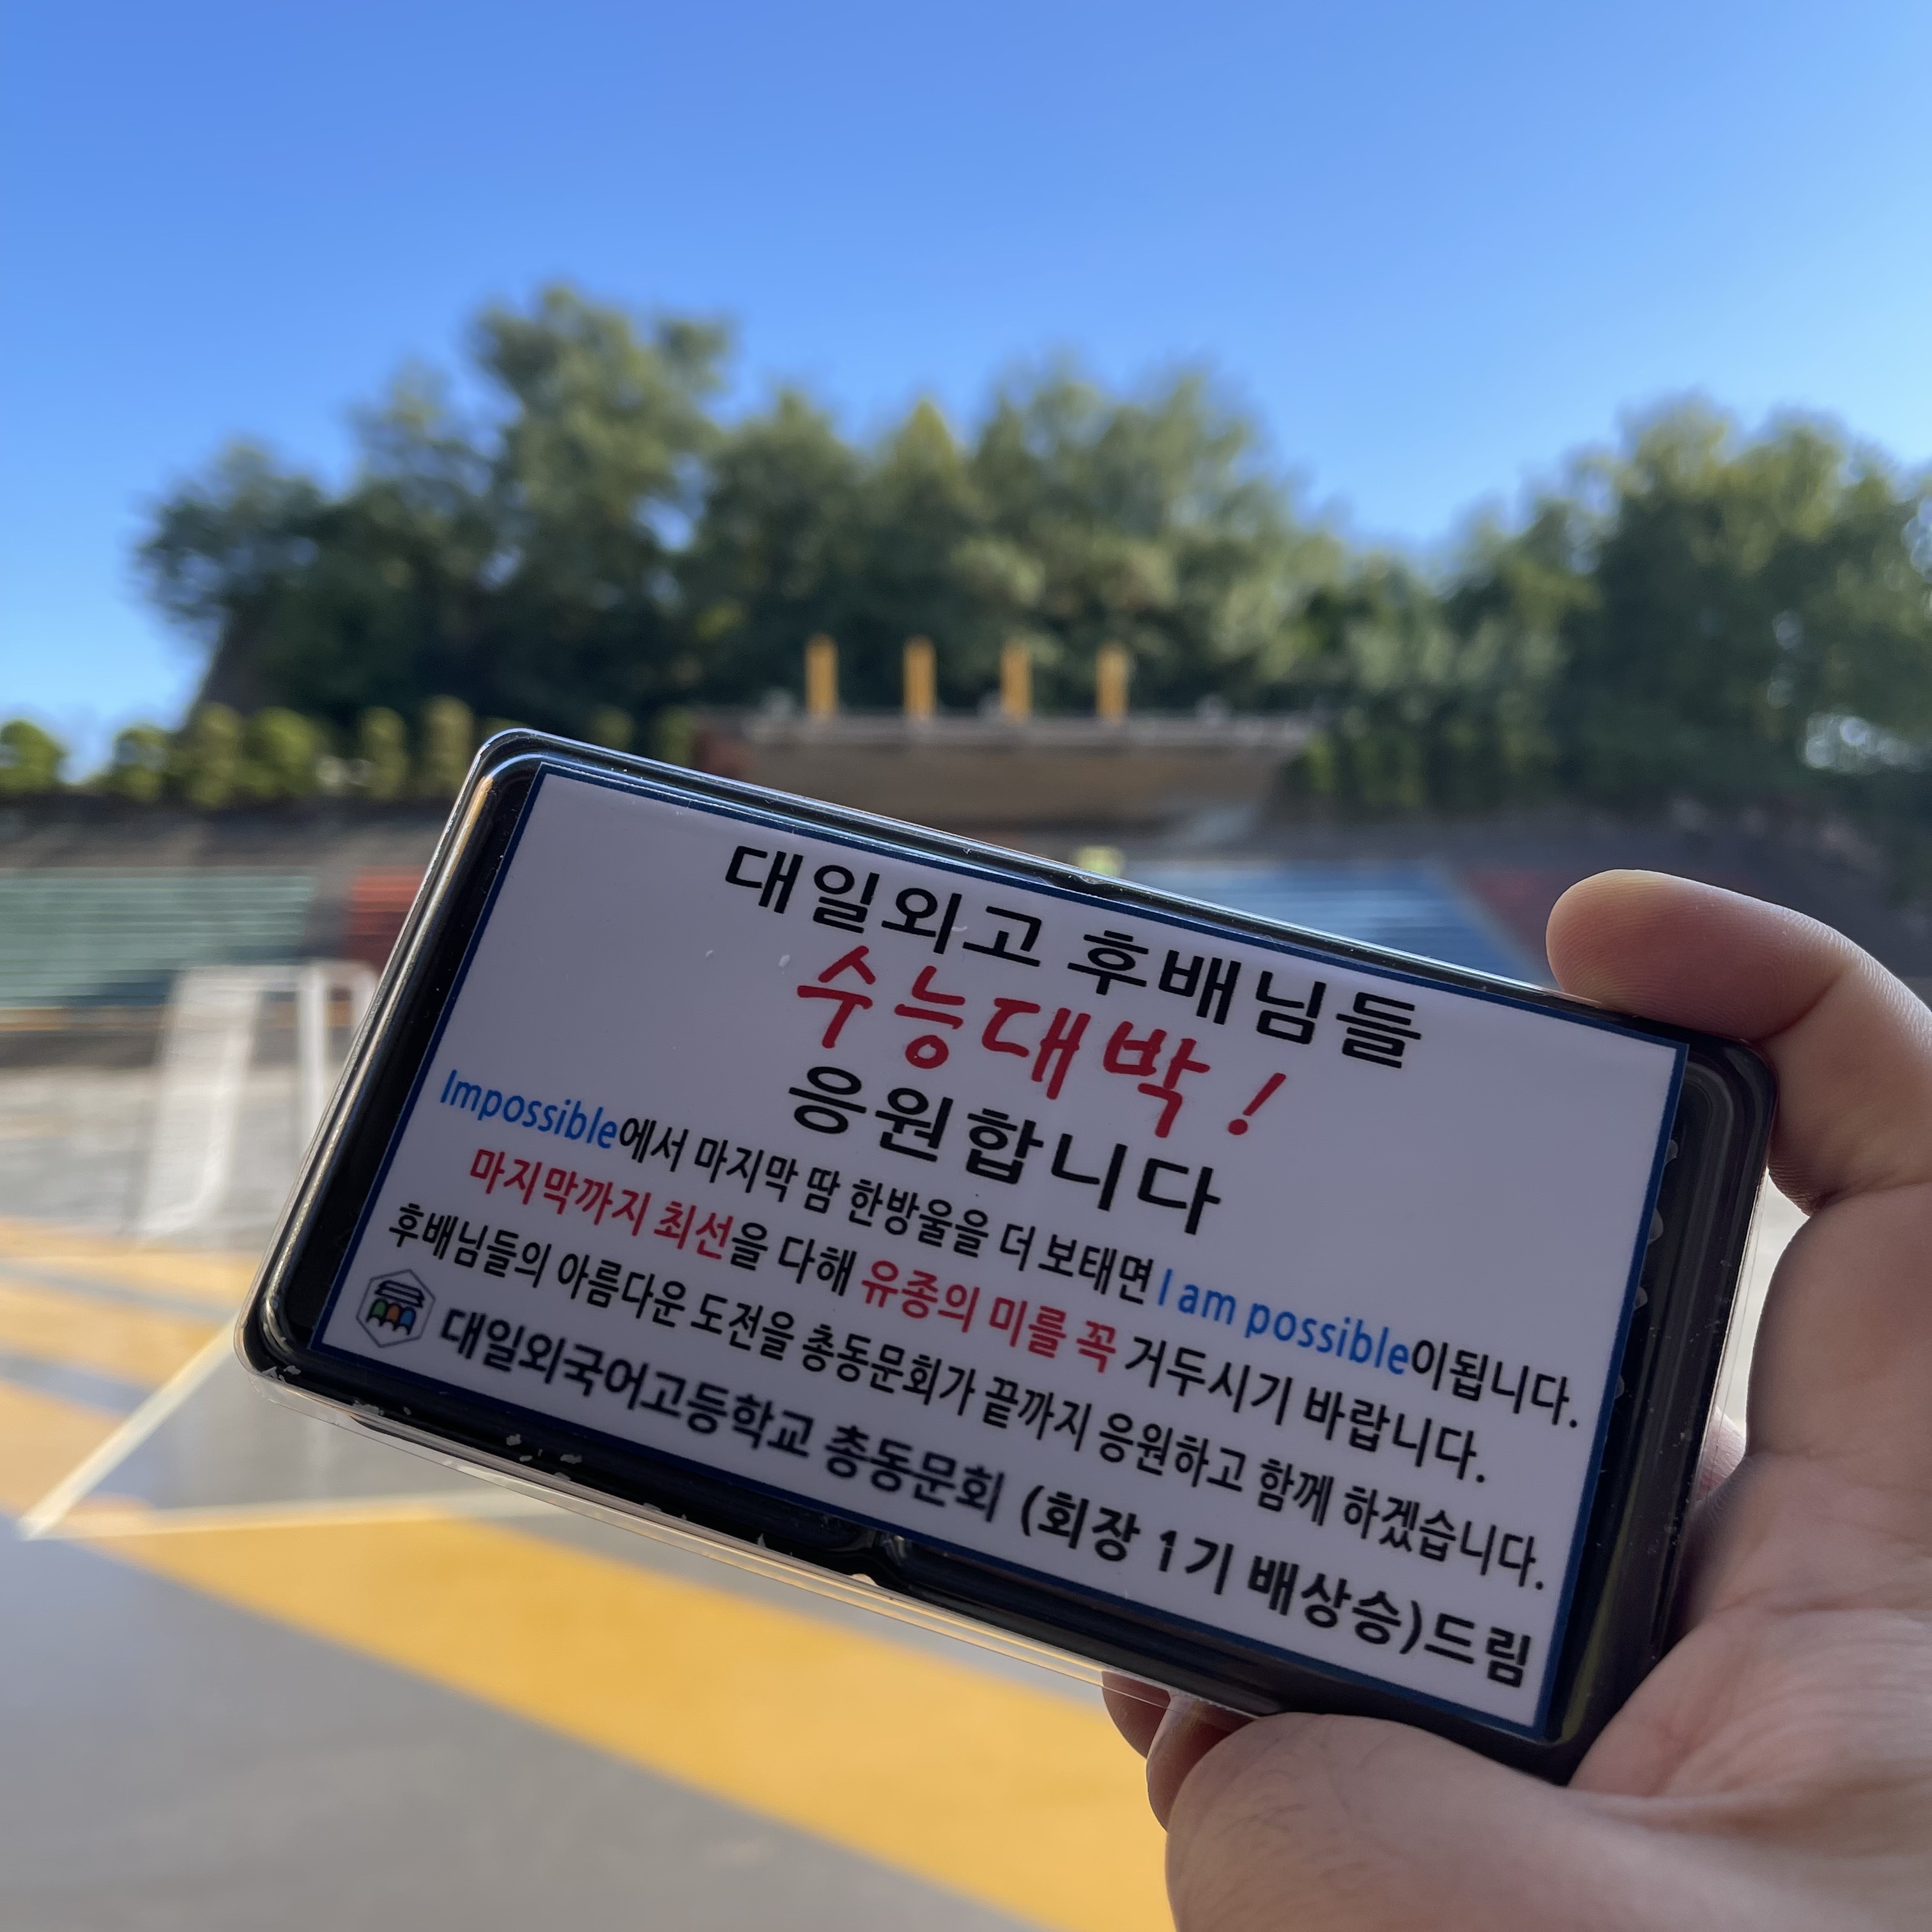 대일외고 후배님들
수능대박!
응원합니다
Impossible에서 마지막 땀 한방울을 더 보태면 I am possible이됩니다.
마지막까지 최선을 다해 유종의 미를 꼭 거두시기 바랍니다.
후배님들의 아름다운 도전을 총동문회가 끝까지 응원하고 함께 하겠습니다.
대일외국어고등학교 총동문회 (회장 1기 배상승)드림